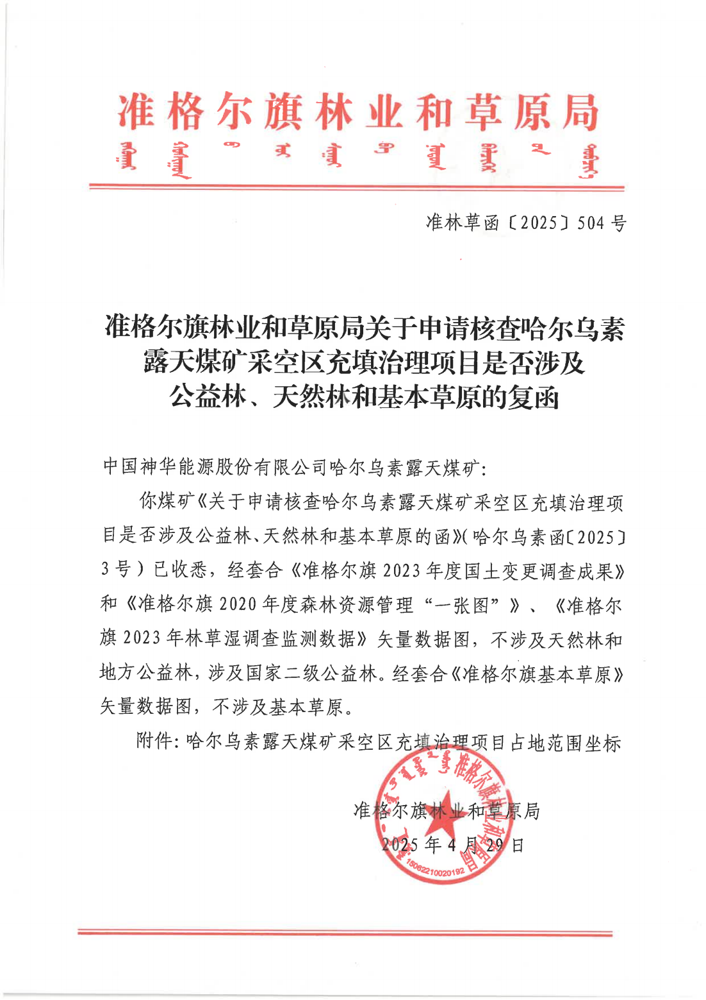 准格尔旗林业和草原局
准林草函〔2025〕504 号
准格尔旗林业和草原局关于申请核查哈尔乌素
露天煤矿采空区充填治理项目是否涉及
公益林、天然林和基本草原的复函
中国神华能源股份有限公司哈尔乌素露天煤矿：
你煤矿《关于申请核查哈尔乌素露天煤矿采空区充填治理项
目是否涉及公益林、天然林和基本草原的函》（哈尔乌素函〔2025〕
3 号）已收悉，经套合《准格尔旗 2023 年度国土变更调查成果》
和《准格尔旗 2020 年度森林资源管理“一张图”》、《准格尔
旗 2023 年林草湿调查监测数据》矢量数据图，不涉及天然林和
地方公益林，涉及国家二级公益林。经套合《准格尔旗基本草原》
矢量数据图，不涉及基本草原。
附件：哈尔乌素露天煤矿采空区充填治理项目占地范围坐标
准格尔旗林业和草原局
2025 年 4 月 29 日
准格尔旗林业和草原局
15062210020192